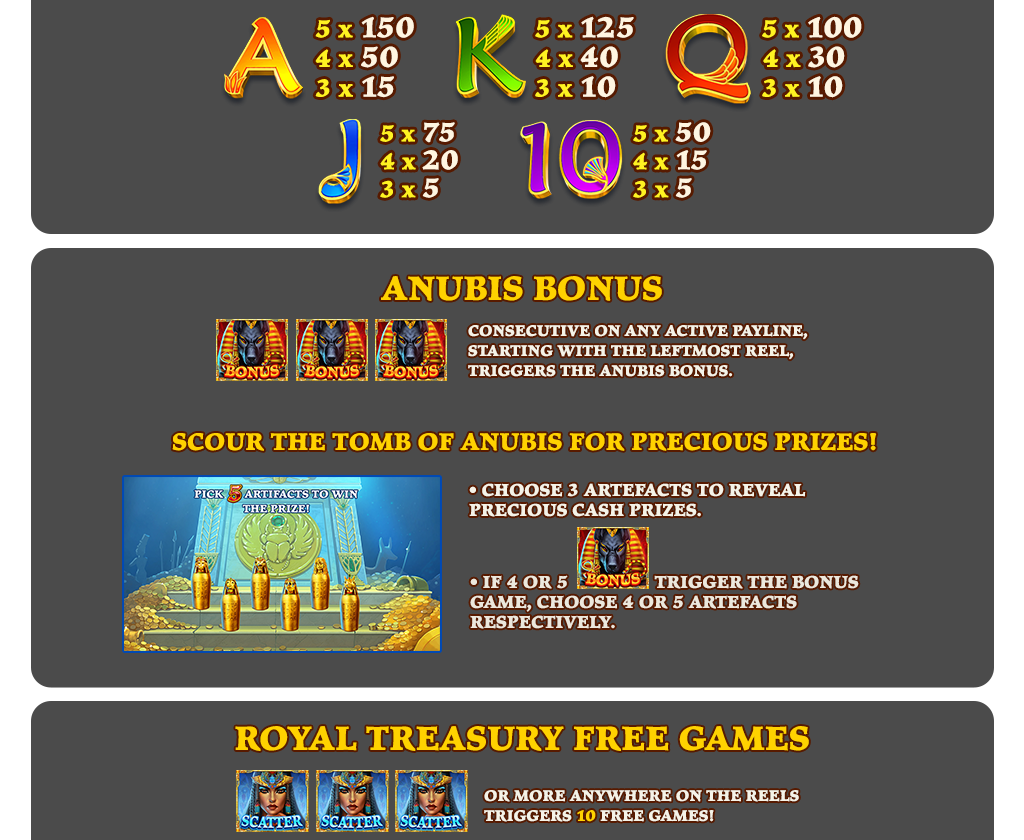 A 5 x 150 K 5 x 125 Q 5 x 100
4 x 50 4 x 40 4 x 30
3 x 15 3 x 10 3 x 10
J 5 x 75 10 5 x 50
4 x 20 4 x 15
3 x 5 3 x 5
ANUBIS BONUS
BONUS BONUS BONUS
CONSECUTIVE ON ANY ACTIVE PAYLINE,
STARTING WITH THE LEFTMOST REEL,
TRIGGERS THE ANUBIS BONUS.
SCOUR THE TOMB OF ANUBIS FOR PRECIOUS PRIZES!
PICK 5 ARTIFACTS TO WIN
THE PRIZE!
• CHOOSE 3 ARTEFACTS TO REVEAL
PRECIOUS CASH PRIZES.
• IF 4 OR 5 BONUS TRIGGER THE BONUS
GAME, CHOOSE 4 OR 5 ARTEFACTS
RESPECTIVELY.
ROYAL TREASURY FREE GAMES
SCATTER SCATTER SCATTER
OR MORE ANYWHERE ON THE REELS
TRIGGERS 10 FREE GAMES!